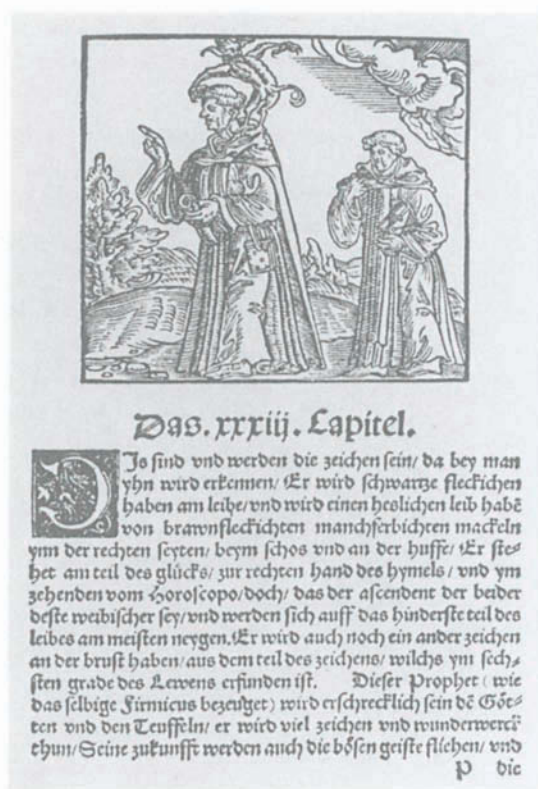 Das. xxxiij. Capitel.
DIs sind vnd werden die zeichen sein/ da bey man
yhn wird erkennen/ Er wird schwartze fleckichen
haben am leibe/ vnd wird einen heslichen leib habē
von brawnfleckichten manchferbichten mackeln
ynn der rechten seyten/ beym schos vnd an der huffe/ Er ste⸗
het am teil des glücks/ zur rechten hand des hymels/ vnd ym
zehenden vom Horoscopo/ doch/ das der ascendent der beider
deste weibischer sey/ vnd werden sich auff das hinderste teil des
leibes am meisten neygen. Er wird auch noch ein ander zeichen
an der brust haben/ aus dem teil des zeichens/ wilchs ym sech⸗
sten grade des Lewens erfunden ist. Dieser Prophet ( wie
das selbige Firmicus bezeuget) wird erschrecklich sein dē Göt⸗
ten vnd den Teuffeln/ er wird viel zeichen vnd wunderwerck
thun/ Seine zukunfft werden auch die bösen geiste fliehen/ vnd
P die